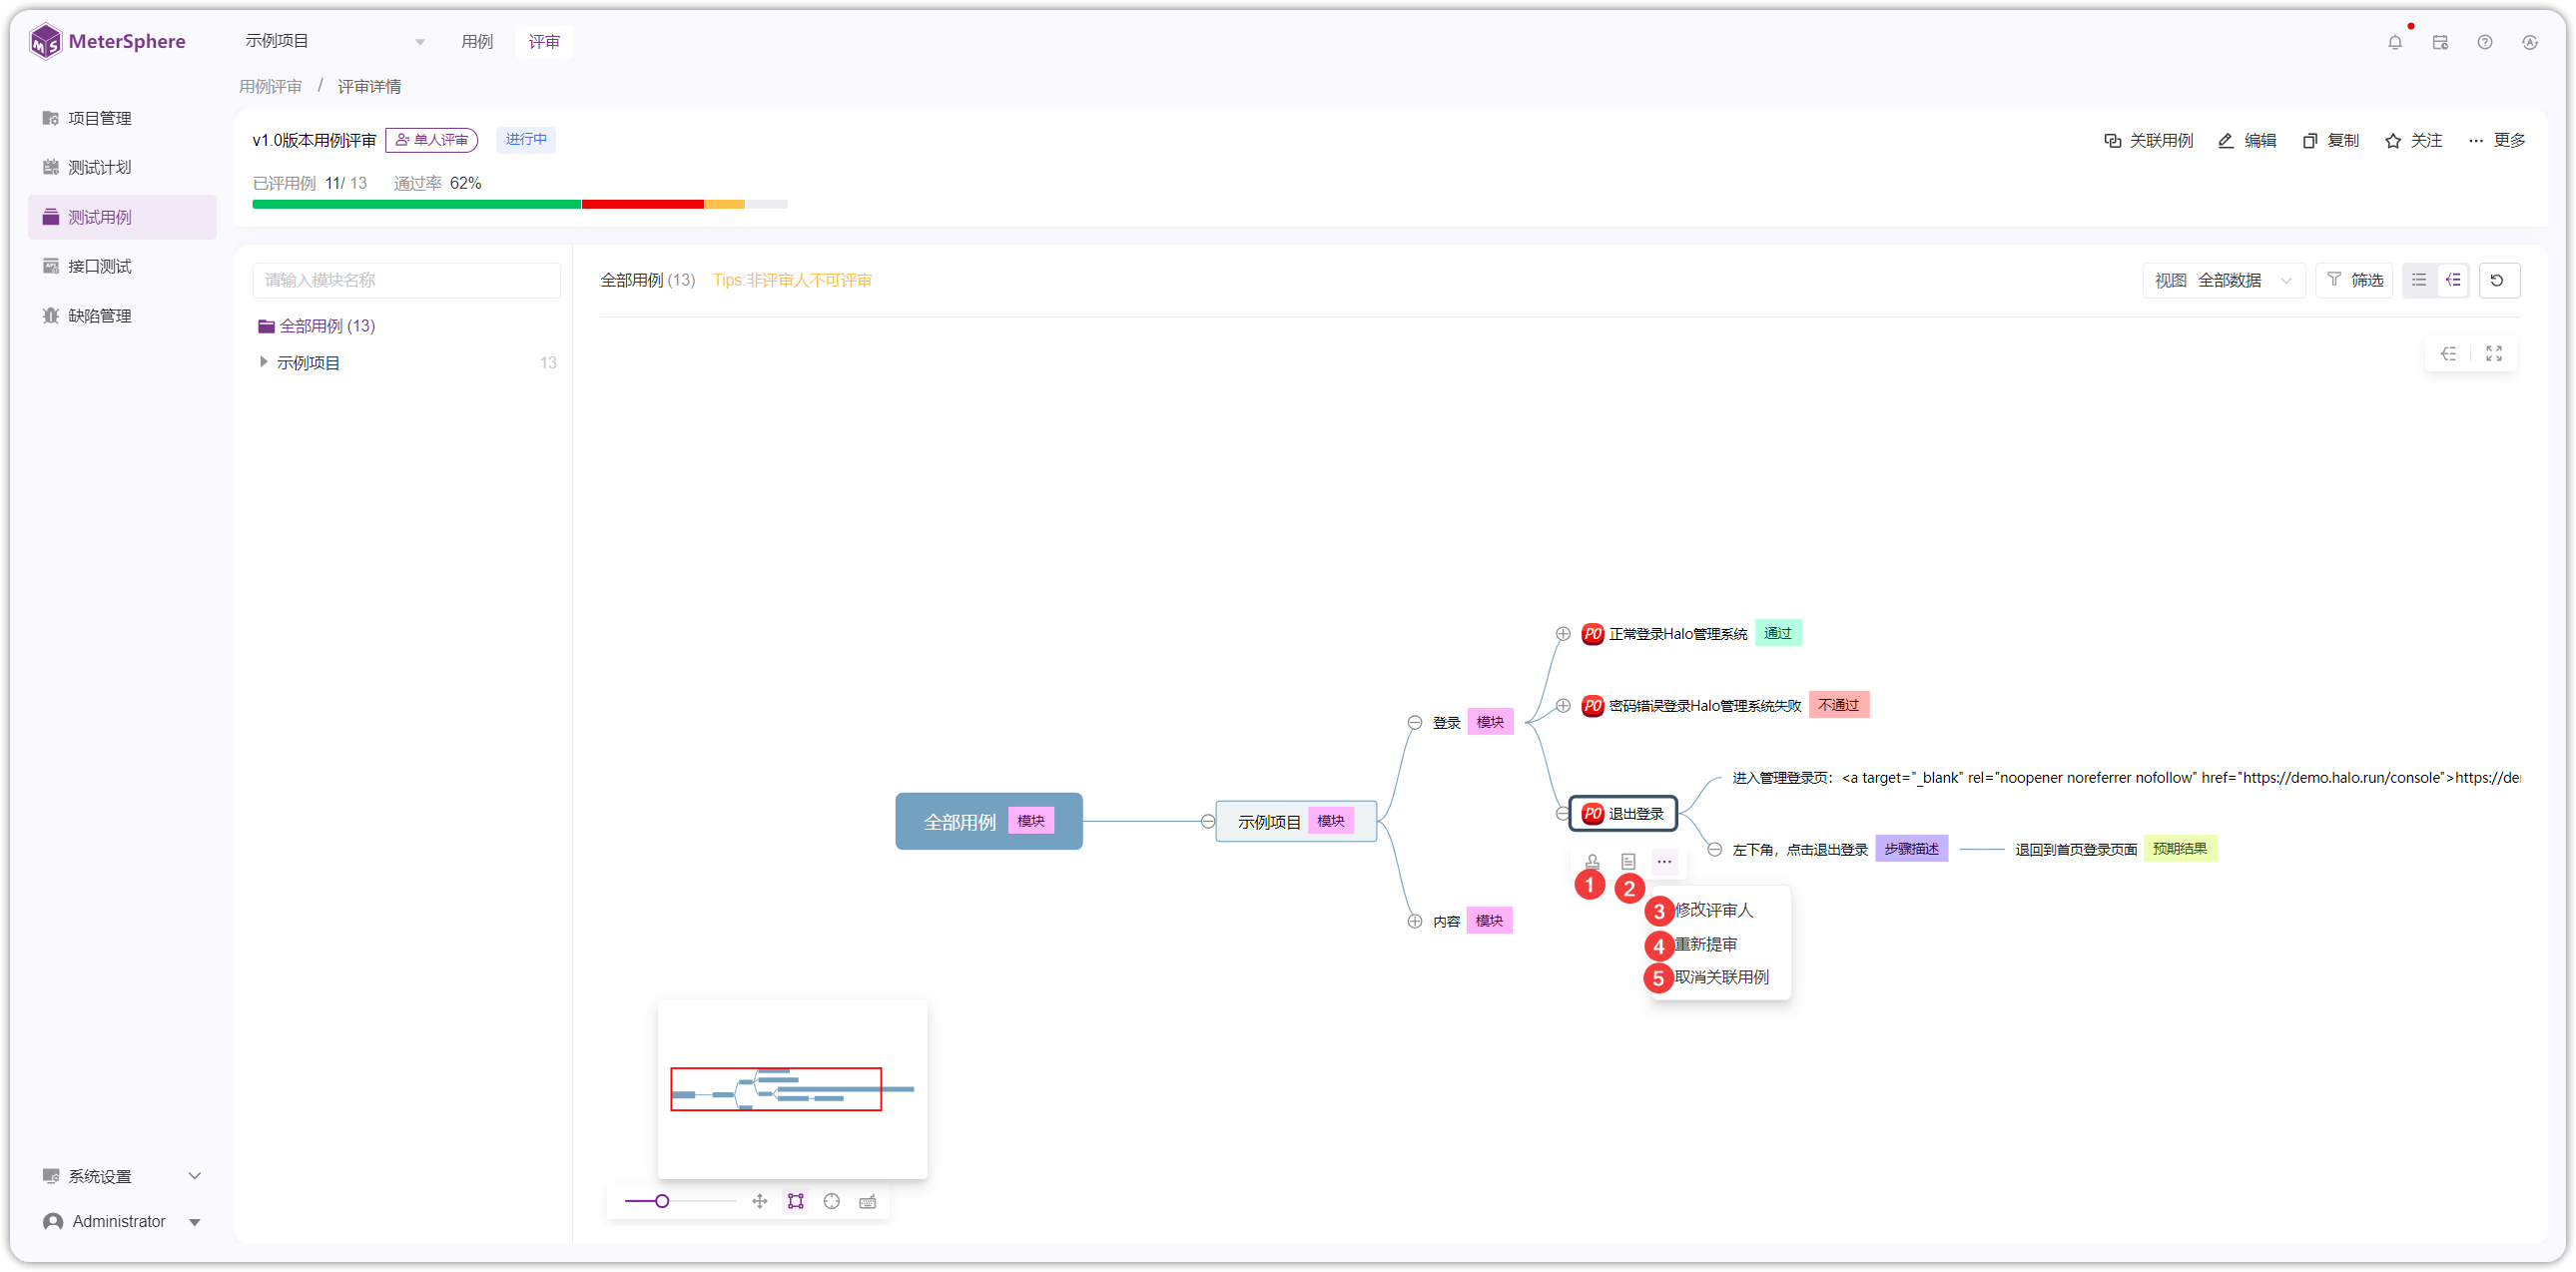 MeterSphere
示例项目
用例
评审
用例评审 / 评审详情
项目管理
测试计划
测试用例
接口测试
缺陷管理
系统设置
Administrator
v1.0版本用例评审
单人评审
进行中
关联用例
编辑
复制
关注
更多
已评用例 11/ 13 通过率 62%
请输入模块名称
全部用例 (13)
示例项目 13
全部用例 (13)
Tips:非评审人不可评审
视图 全部数据
筛选
全部用例 模块
示例项目 模块
登录 模块
内容 模块
P0 正常登录Halo管理系统 通过
P0 密码错误登录Halo管理系统失败 不通过
P0 退出登录
进入管理登录页：<a target="_blank" rel="noopener noreferrer nofollow" href="https://demo.halo.run/console">https://de
左下角，点击退出登录 步骤描述
退回到首页登录页面 预期结果
1
2
3 修改评审人
4 重新提审
5 取消关联用例